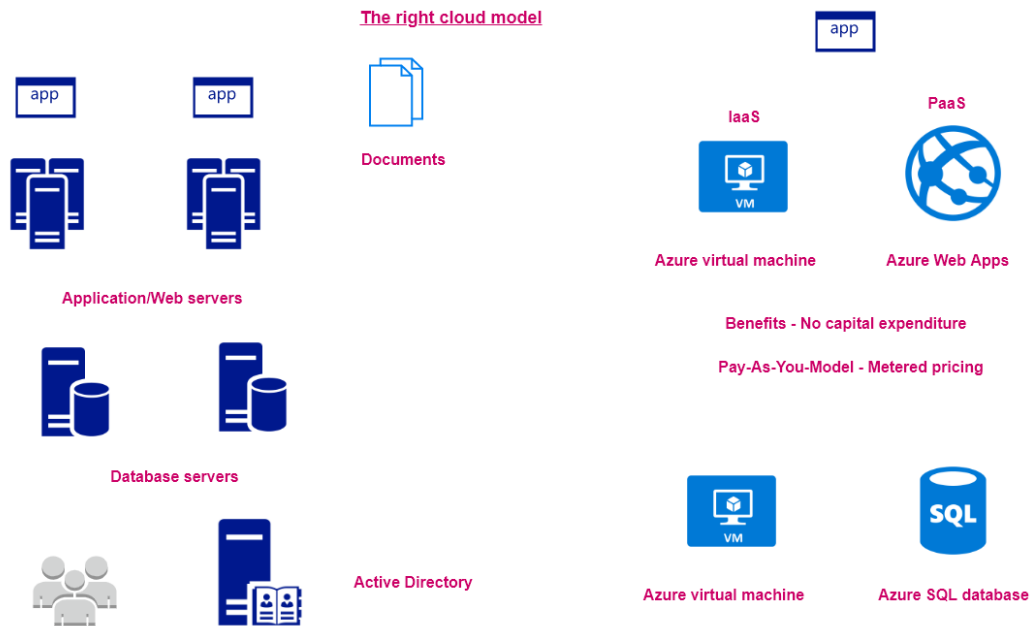 The right cloud model
app
app
app
Documents
IaaS
PaaS
VM
Azure virtual machine
Azure Web Apps
Application/Web servers
Benefits - No capital expenditure
Pay-As-You-Model - Metered pricing
Database servers
VM
SQL
Active Directory
Azure virtual machine
Azure SQL database